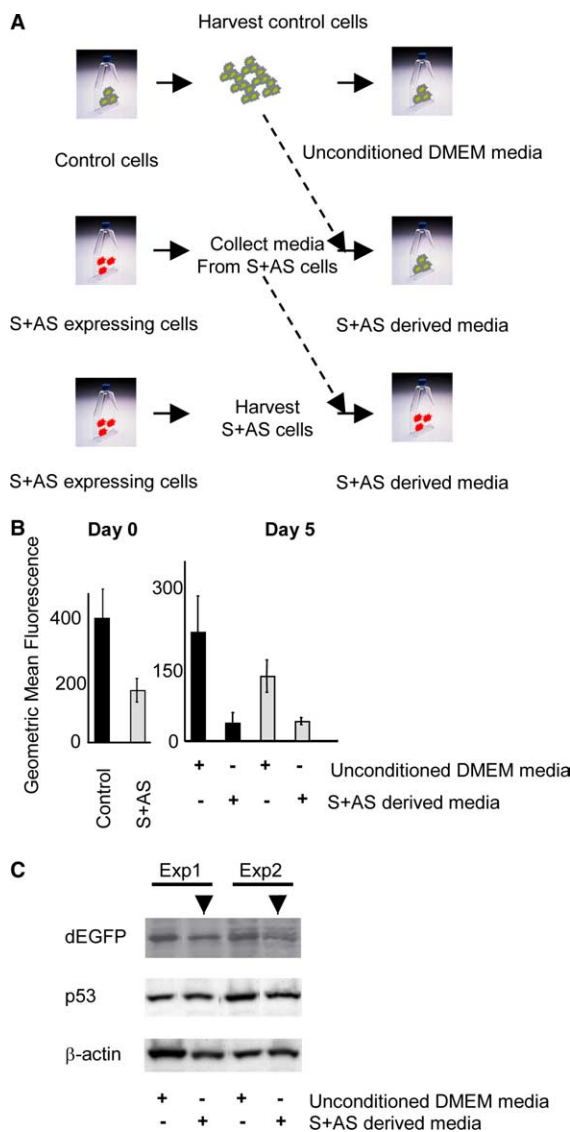 A
Harvest control cells
Control cells
Unconditioned DMEM media
Collect media
From S+AS cells
S+AS expressing cells
S+AS derived media
Harvest
S+AS cells
S+AS expressing cells
S+AS derived media
B
Day 0
Day 5
Geometric Mean Fluorescence
400
200
0
300
150
0
Control
S+AS
+ - + - Unconditioned DMEM media
- + - + S+AS derived media
C
Exp1 Exp2
dEGFP
p53
β-actin
+ - + - Unconditioned DMEM media
- + - + S+AS derived media